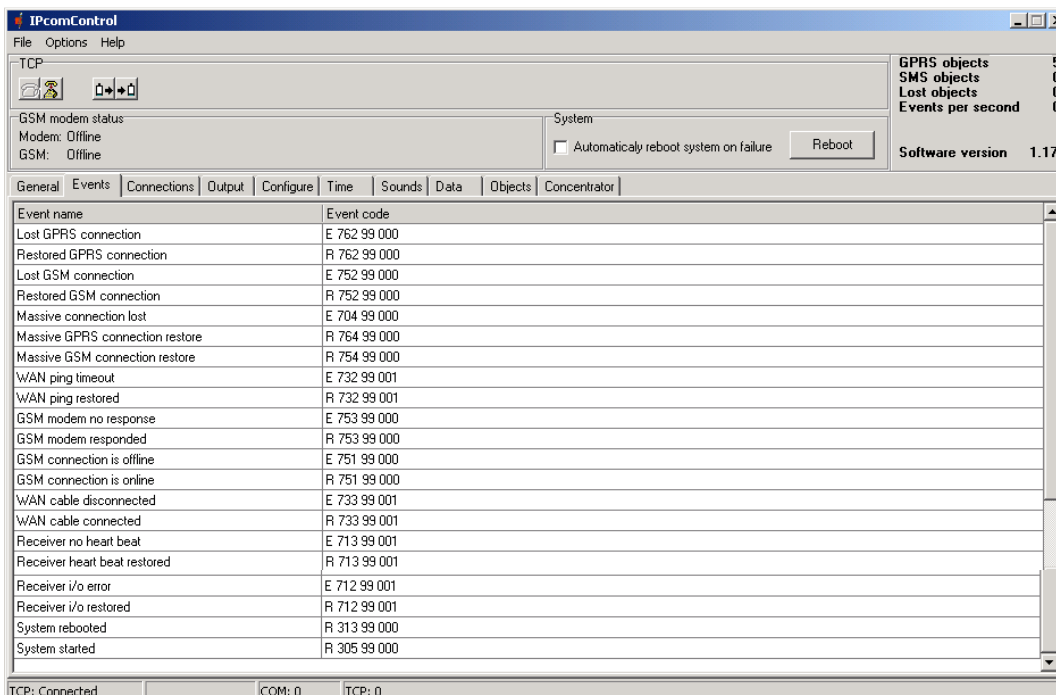 IPcomControl
File Options Help
TCP
GPRS objects 5
SMS objects 0
Lost objects 0
Events per second 0
GSM modem status
Modem: Offline
GSM: Offline
System
Automaticaly reboot system on failure
Reboot
Software version 1.17
General Events Connections Output Configure Time Sounds Data Objects Concentrator
Event name Event code
Lost GPRS connection E 762 99 000
Restored GPRS connection R 762 99 000
Lost GSM connection E 752 99 000
Restored GSM connection R 752 99 000
Massive connection lost E 704 99 000
Massive GPRS connection restore R 764 99 000
Massive GSM connection restore R 754 99 000
WAN ping timeout E 732 99 001
WAN ping restored R 732 99 001
GSM modem no response E 753 99 000
GSM modem responded R 753 99 000
GSM connection is offline E 751 99 000
GSM connection is online R 751 99 000
WAN cable disconnected E 733 99 001
WAN cable connected R 733 99 001
Receiver no heart beat E 713 99 001
Receiver heart beat restored R 713 99 001
Receiver i/o error E 712 99 001
Receiver i/o restored R 712 99 001
System rebooted R 313 99 000
System started R 305 99 000
TCP: Connected COM: 0 TCP: 0